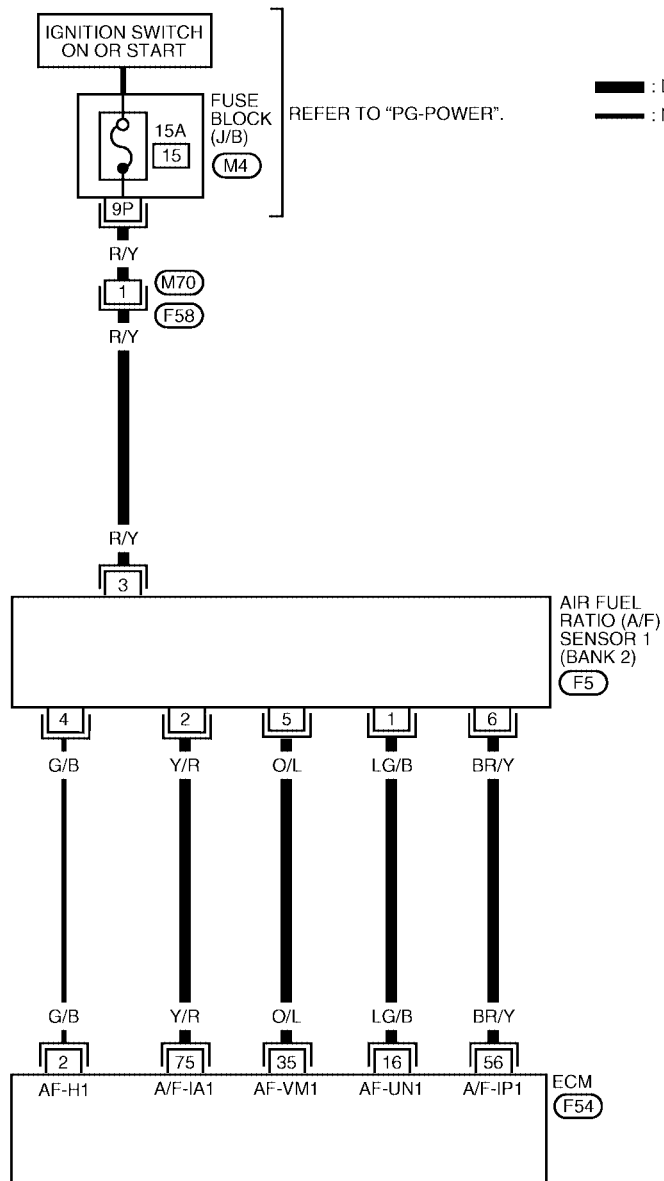 IGNITION SWITCH
ON OR START
FUSE
BLOCK
(J/B)
M4
15A
15
REFER TO “PG-POWER”.
9P
R/Y
1
M70
F58
R/Y
R/Y
3
AIR FUEL
RATIO (A/F)
SENSOR 1
(BANK 2)
F5
4 2 5 1 6
G/B Y/R O/L LG/B BR/Y
G/B Y/R O/L LG/B BR/Y
2 75 35 16 56
AF-H1 A/F-IA1 AF-VM1 AF-UN1 A/F-IP1
ECM
F54